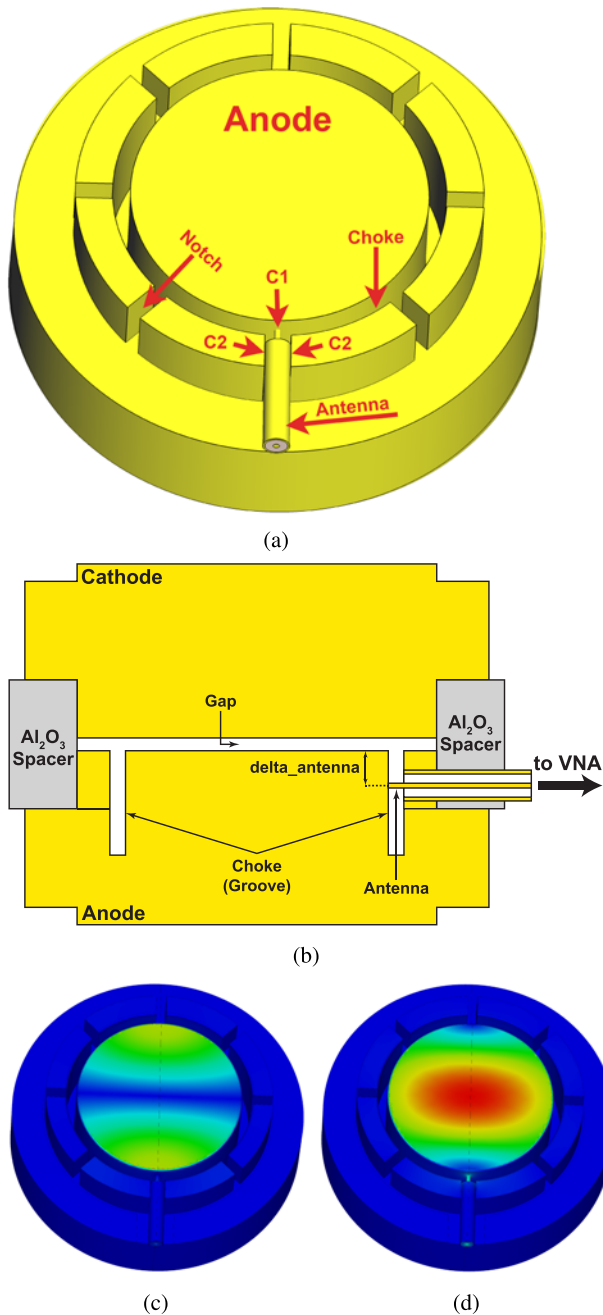 Anode
Notch
Choke
C1
C2
C2
Antenna
(a)
Cathode
Gap
Al₂O₃
Spacer
Al₂O₃
Spacer
delta_antenna
to VNA
Choke
(Groove)
Antenna
Anode
(b)
(c)
(d)